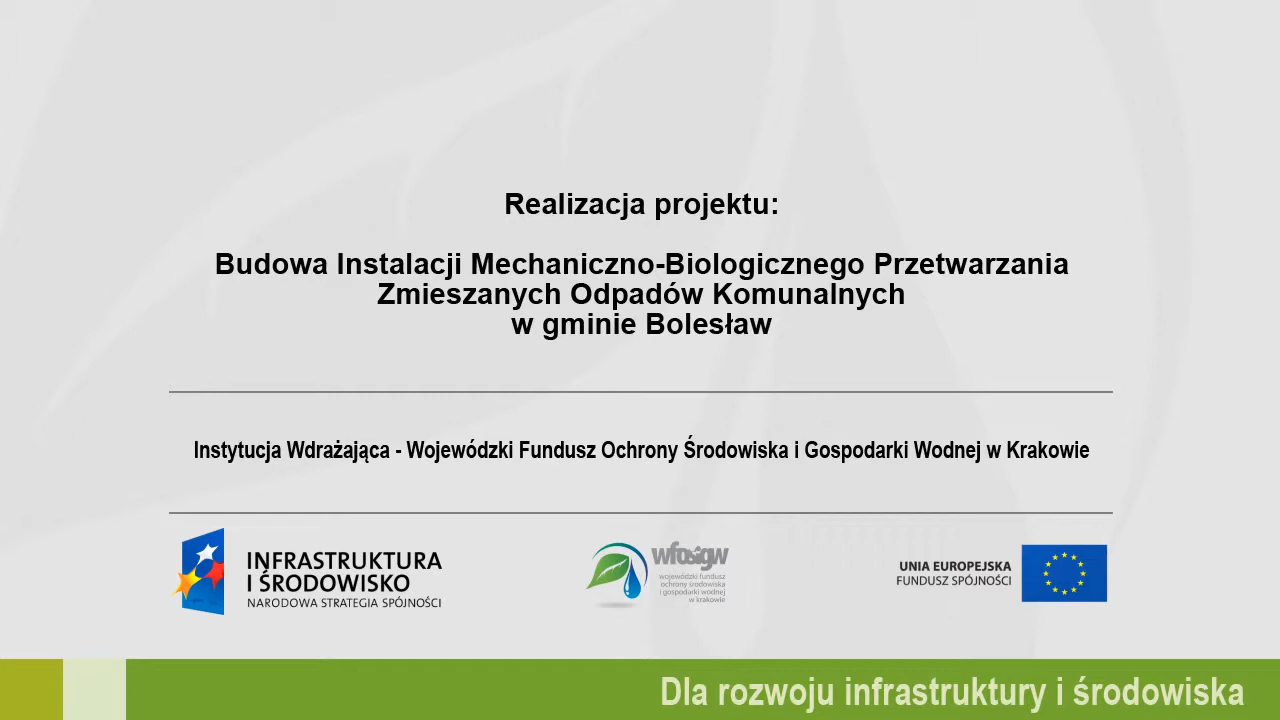 Realizacja projektu:
Budowa Instalacji Mechaniczno-Biologicznego Przetwarzania
Zmieszanych Odpadów Komunalnych
w gminie Bolesław
Instytucja Wdrażająca - Wojewódzki Fundusz Ochrony Środowiska i Gospodarki Wodnej w Krakowie
INFRASTRUKTURA
I ŚRODOWISKO
NARODOWA STRATEGIA SPÓJNOŚCI
wfośigw
wojewódzki fundusz
ochrony środowiska
i gospodarki wodnej
w krakowie
UNIA EUROPEJSKA
FUNDUSZ SPÓJNOŚCI
Dla rozwoju infrastruktury i środowiska